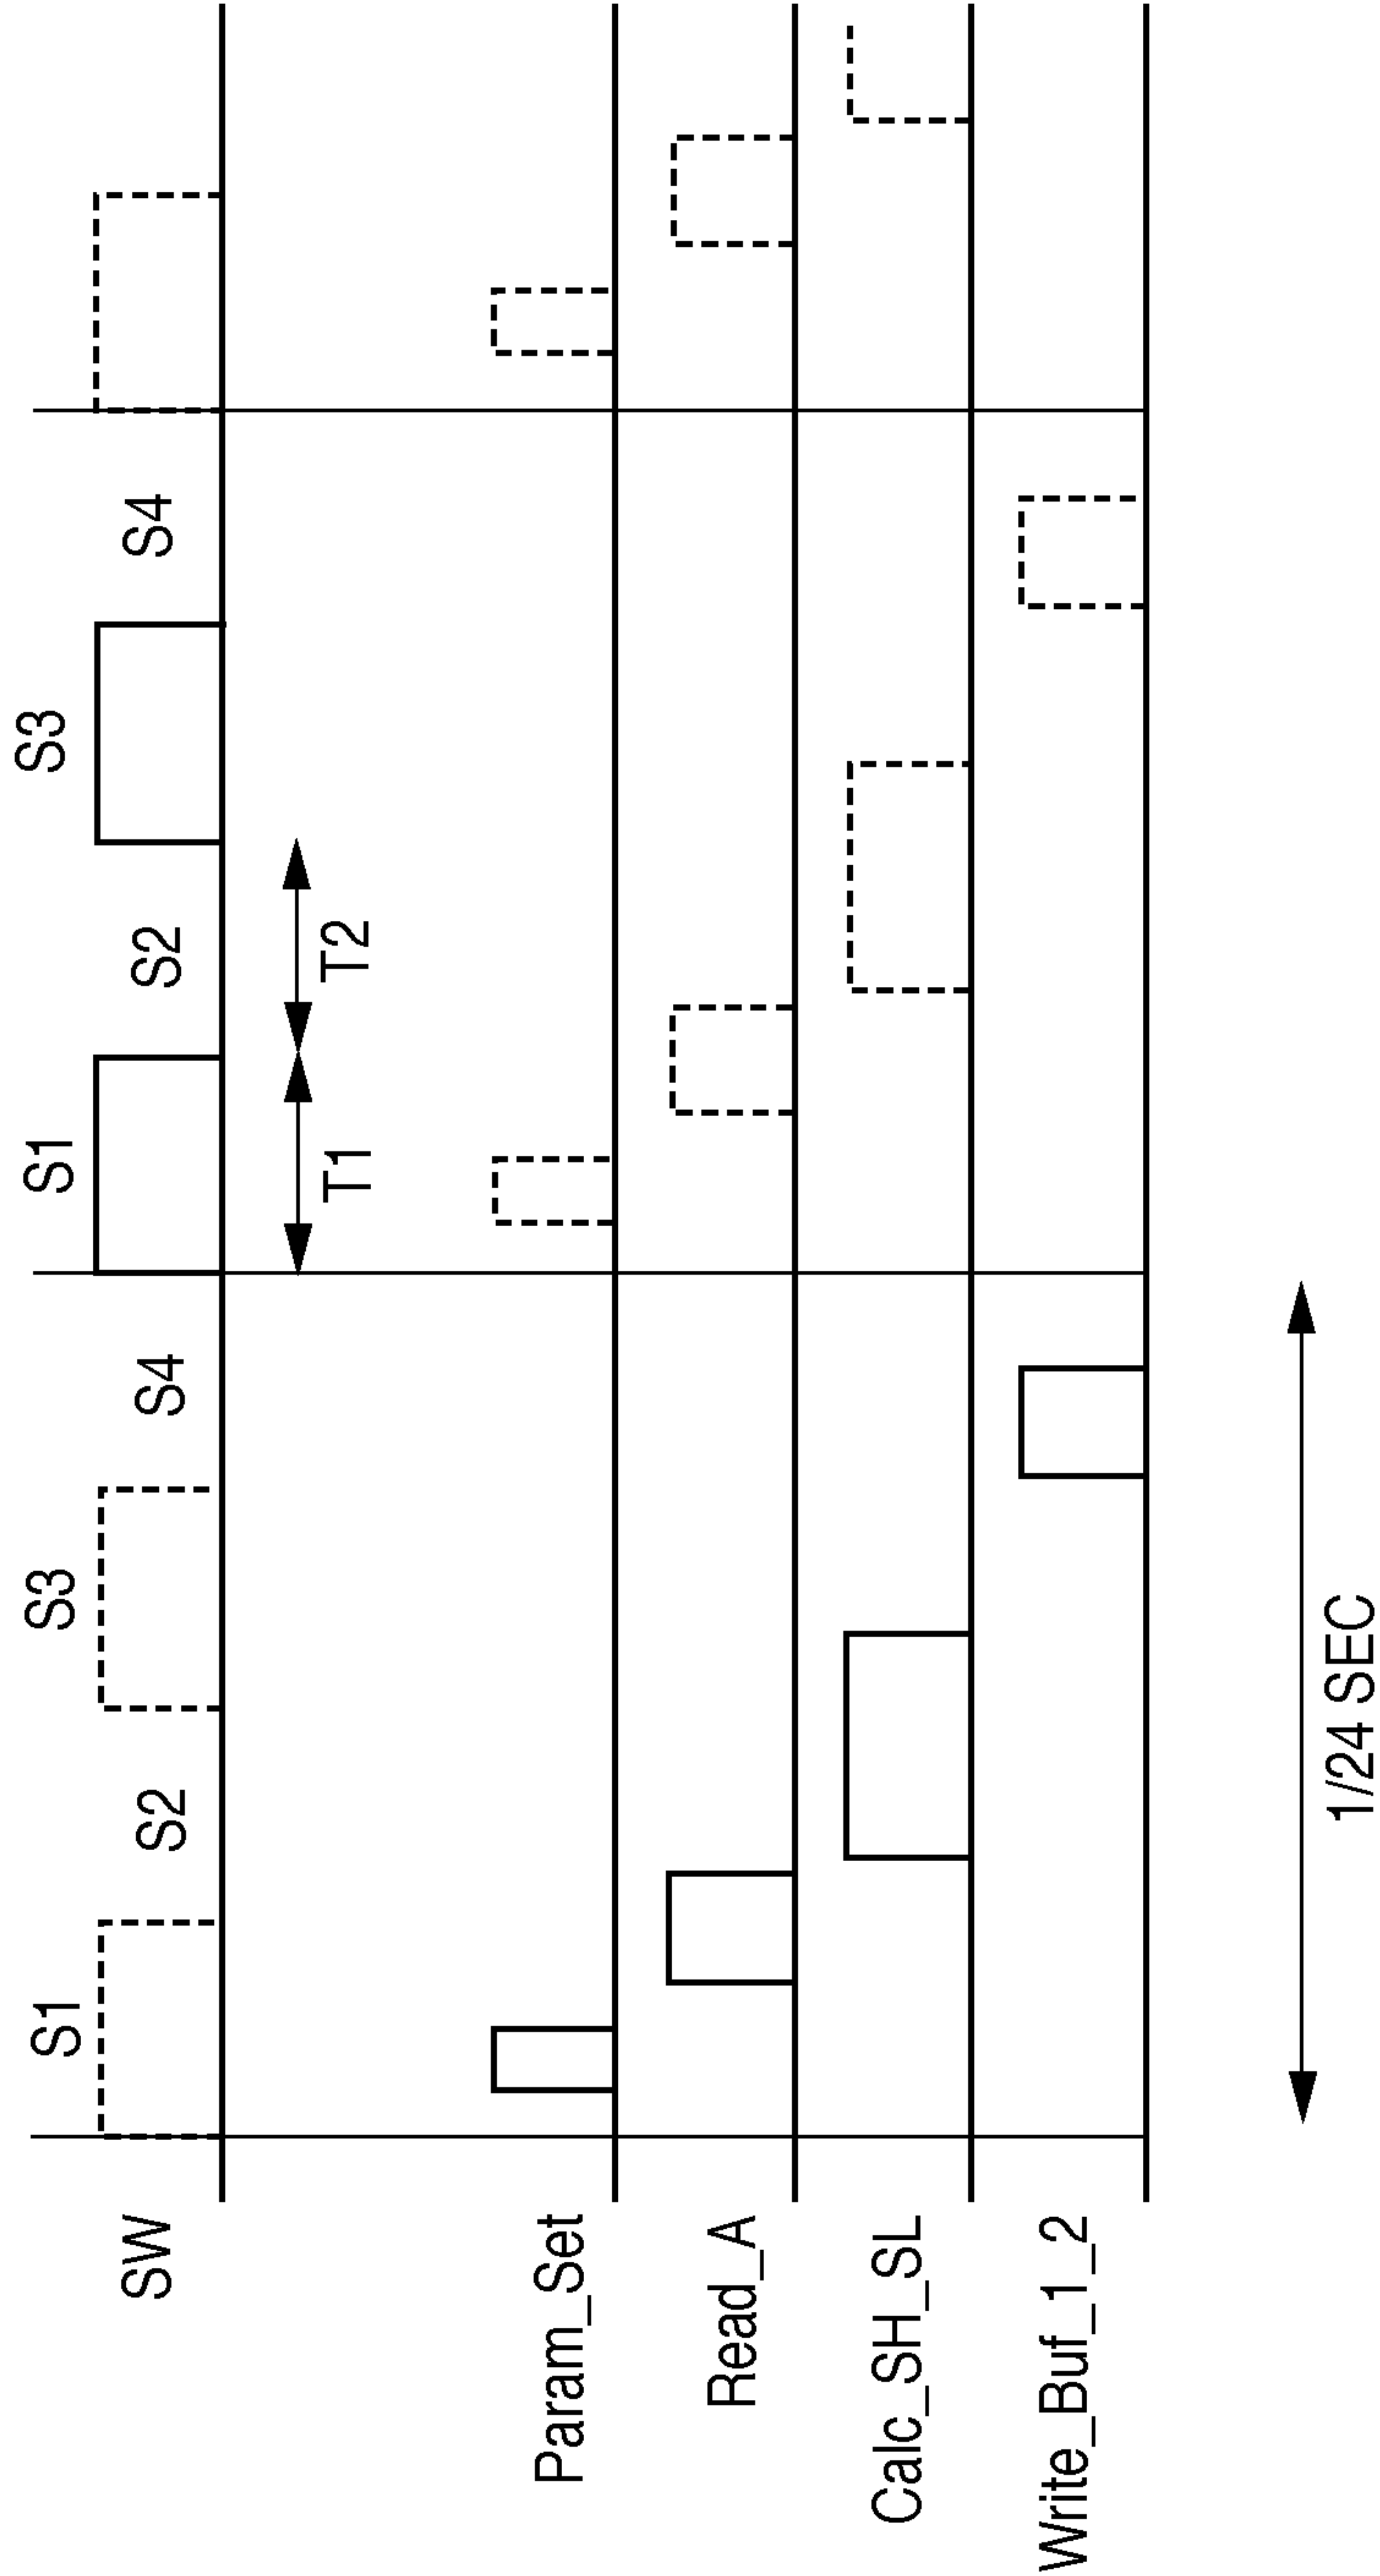 S1
S3
S1
S3
SW
S2
S4
S2
S4
T1
T2
Param_Set
Read_A
Calc_SH_SL
Write_Buf_1_2
1/24 SEC